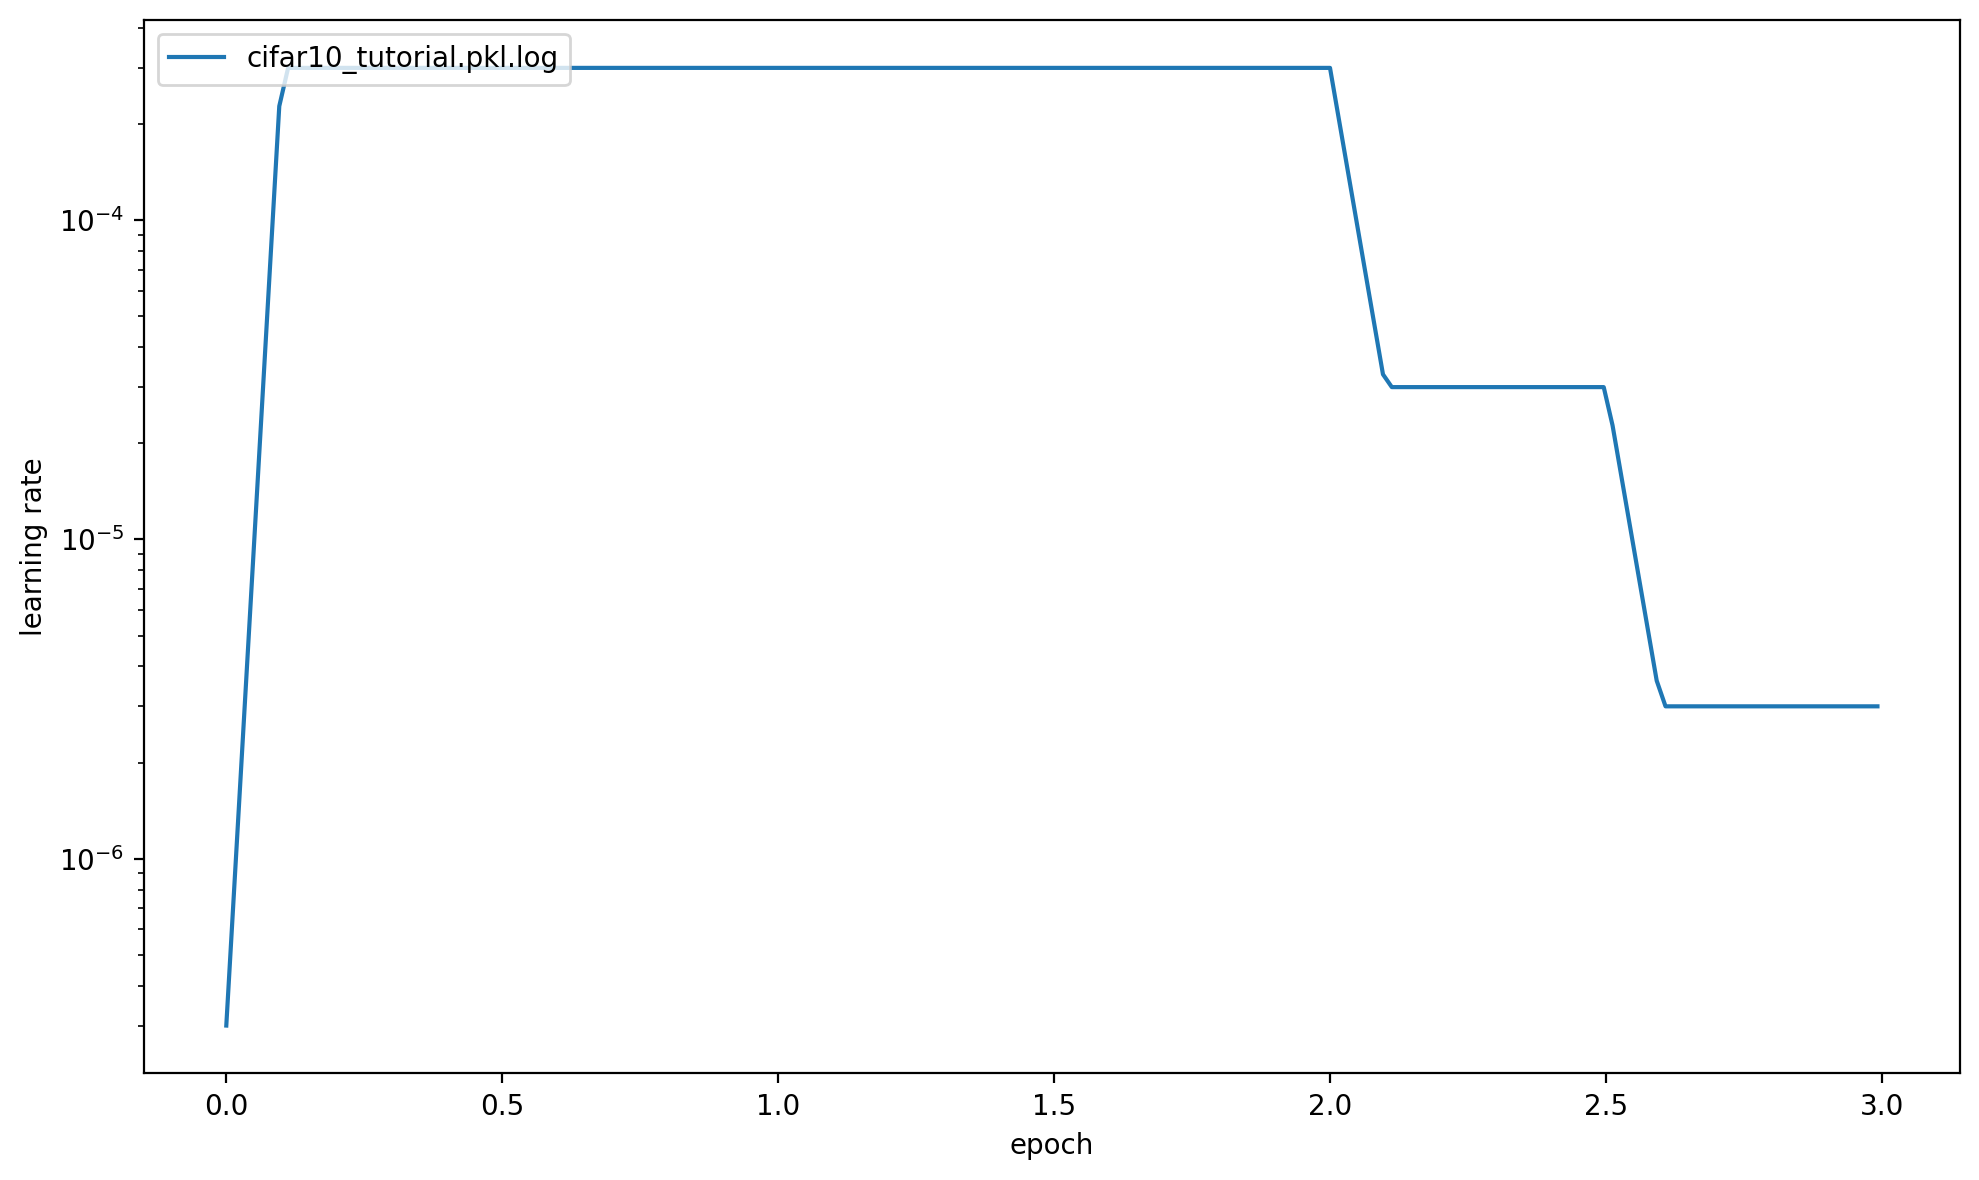 cifar10_tutorial.pkl.log
learning rate
10⁻⁴
10⁻⁵
10⁻⁶
0.0 0.5 1.0 1.5 2.0 2.5 3.0
epoch